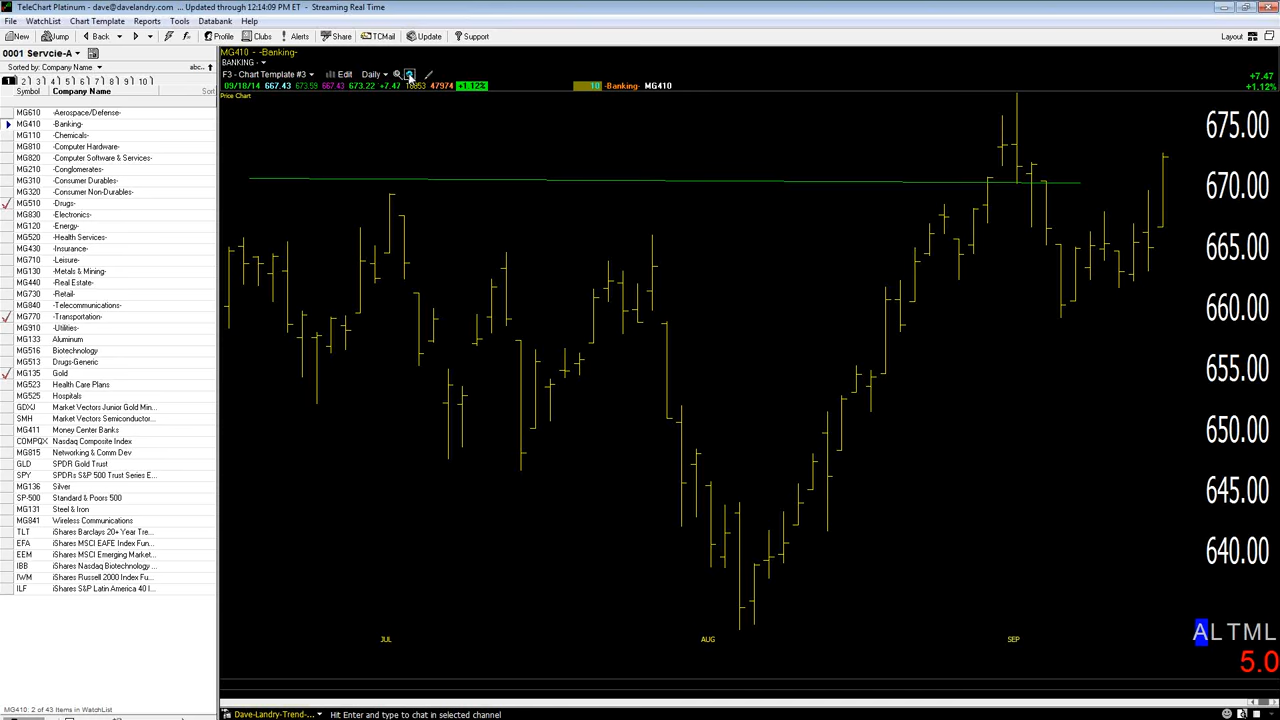 TeleChart Platinum - dave@davelandry.com ... Updated through 12:14:09 PM ET - Streaming Real Time
File WatchList Chart Template Reports Tools Databank Help
New Jump Back Profile Clubs Alerts Share TCMail Update Support Layout
0001 Servcie-A
Sorted by: Company Name abc..
1 2 3 4 5 6 7 8 9 10
Symbol Company Name Sort
MG610 -Aerospace/Defense-
MG410 -Banking-
MG110 -Chemicals-
MG810 -Computer Hardware-
MG820 -Computer Software & Services-
MG210 -Conglomerates-
MG310 -Consumer Durables-
MG320 -Consumer Non-Durables-
MG510 -Drugs-
MG830 -Electronics-
MG120 -Energy-
MG520 -Health Services-
MG430 -Insurance-
MG710 -Leisure-
MG130 -Metals & Mining-
MG440 -Real Estate-
MG730 -Retail-
MG840 -Telecommunications-
MG770 -Transportation-
MG910 -Utilities-
MG133 Aluminum
MG516 Biotechnology
MG513 Drugs-Generic
MG135 Gold
MG523 Health Care Plans
MG525 Hospitals
GDXJ Market Vectors Junior Gold Min...
SMH Market Vectors Semiconductor...
MG411 Money Center Banks
COMPQX Nasdaq Composite Index
MG815 Networking & Comm Dev
GLD SPDR Gold Trust
SPY SPDRs S&P 500 Trust Series E...
MG136 Silver
SP-500 Standard & Poors 500
MG131 Steel & Iron
MG841 Wireless Communications
TLT iShares Barclays 20+ Year Tre...
EFA iShares MSCI EAFE Index Fun...
EEM iShares MSCI Emerging Market...
IBB iShares Nasdaq Biotechnology ...
IWM iShares Russell 2000 Index Fu...
ILF iShares S&P Latin America 40 I...
MG410: 2 of 43 Items in WatchList
MG410 - -Banking-
BANKING -
F3 - Chart Template #3 Edit Daily
09/18/14 667.43 673.59 667.43 673.22 +7.47 47974 +1.12% 10 -Banking- MG410
+7.47
+1.12%
Price Chart
675.00
670.00
665.00
660.00
655.00
650.00
645.00
640.00
JUL AUG SEP
ALTML
5.0
Dave-Landry-Trend-... Hit Enter and type to chat in selected channel